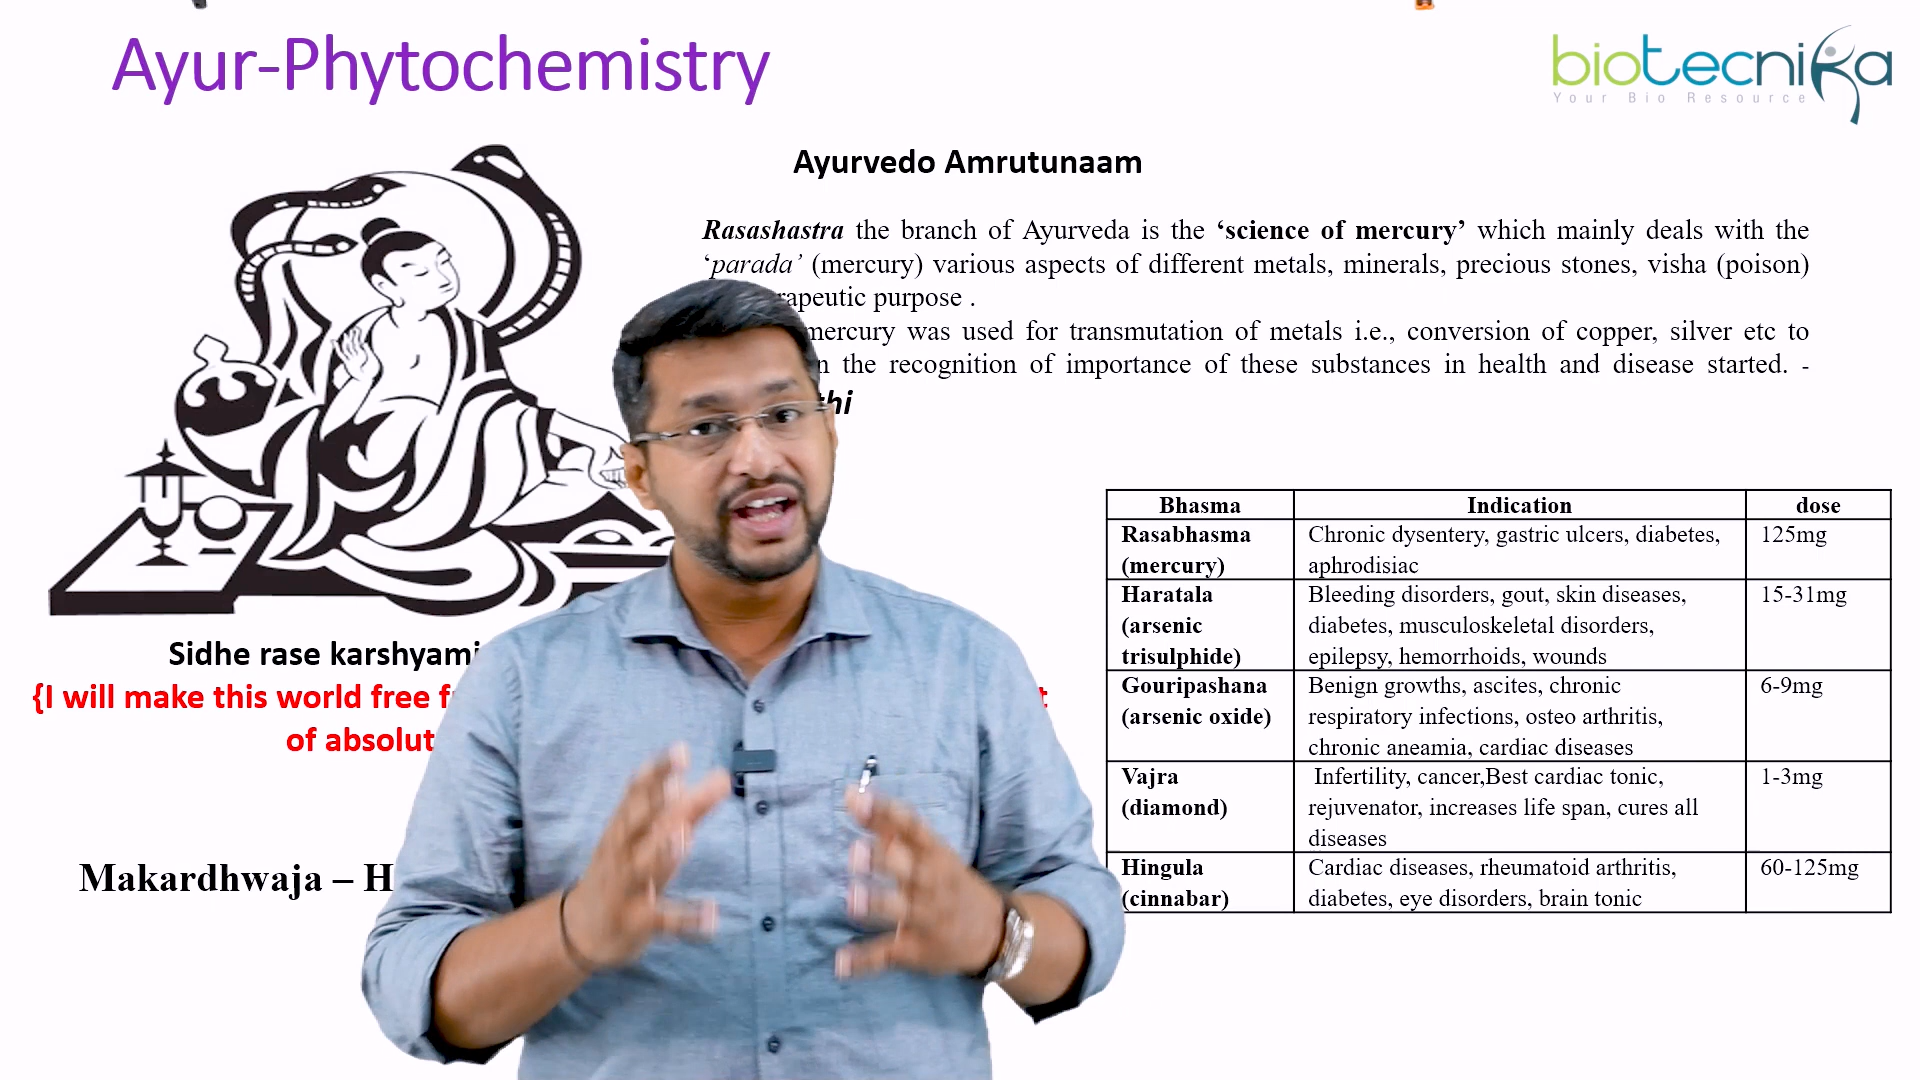 Ayur-Phytochemistry
biotecnika
Your Bio Resource
Ayurvedo Amrutunaam
Rasashastra the branch of Ayurveda is the ‘science of mercury’ which mainly deals with the
‘parada’ (mercury) various aspects of different metals, minerals, precious stones, visha (poison)
purpose .
mercury was used for transmutation of metals i.e., conversion of copper, silver etc to
the recognition of importance of these substances in health and disease started. -
Sidhe rase karshyami
{I will make this world free
of
Makardhwaja –
Bhasma Indication dose
Rasabhasma Chronic dysentery, gastric ulcers, diabetes, 125mg
(mercury) aphrodisiac
Haratala Bleeding disorders, gout, skin diseases, 15-31mg
(arsenic diabetes, musculoskeletal disorders,
trisulphide) epilepsy, hemorrhoids, wounds
Gouripashana Benign growths, ascites, chronic 6-9mg
(arsenic oxide) respiratory infections, osteo arthritis,
chronic aneamia, cardiac diseases
Vajra Infertility, cancer,Best cardiac tonic, 1-3mg
(diamond) rejuvenator, increases life span, cures all
diseases
Hingula Cardiac diseases, rheumatoid arthritis, 60-125mg
(cinnabar) diabetes, eye disorders, brain tonic